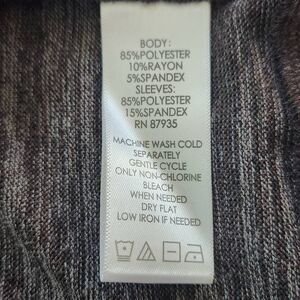 BODY:
85%POLYESTER
10%RAYON
5%SPANDEX
SLEEVES:
85%POLYESTER
15%SPANDEX
RN 87935
MACHINE WASH COLD
SEPARATELY
GENTLE CYCLE
ONLY NON-CHLORINE
BLEACH
WHEN NEEDED
DRY FLAT
LOW IRON IF NEEDED